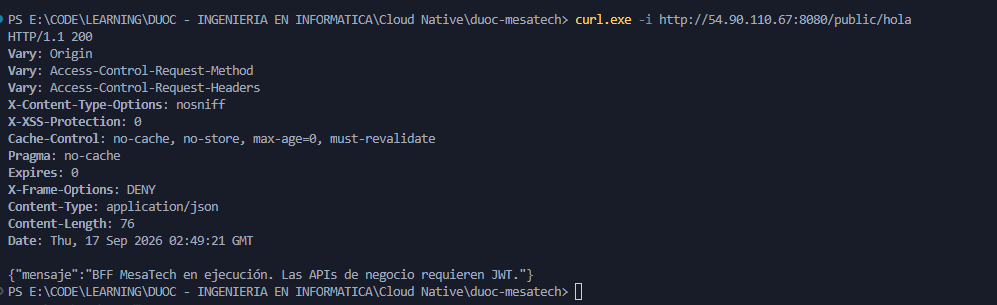 PS E:\CODE\LEARNING\DUOC - INGENIERIA EN INFORMATICA\Cloud Native\duoc-mesatech> curl.exe -i http://54.90.110.67:8080/public/hola
HTTP/1.1 200
Vary: Origin
Vary: Access-Control-Request-Method
Vary: Access-Control-Request-Headers
X-Content-Type-Options: nosniff
X-XSS-Protection: 0
Cache-Control: no-cache, no-store, max-age=0, must-revalidate
Pragma: no-cache
Expires: 0
X-Frame-Options: DENY
Content-Type: application/json
Content-Length: 76
Date: Thu, 17 Sep 2026 02:49:21 GMT

{"mensaje":"BFF MesaTech en ejecución. Las APIs de negocio requieren JWT."}
PS E:\CODE\LEARNING\DUOC - INGENIERIA EN INFORMATICA\Cloud Native\duoc-mesatech>